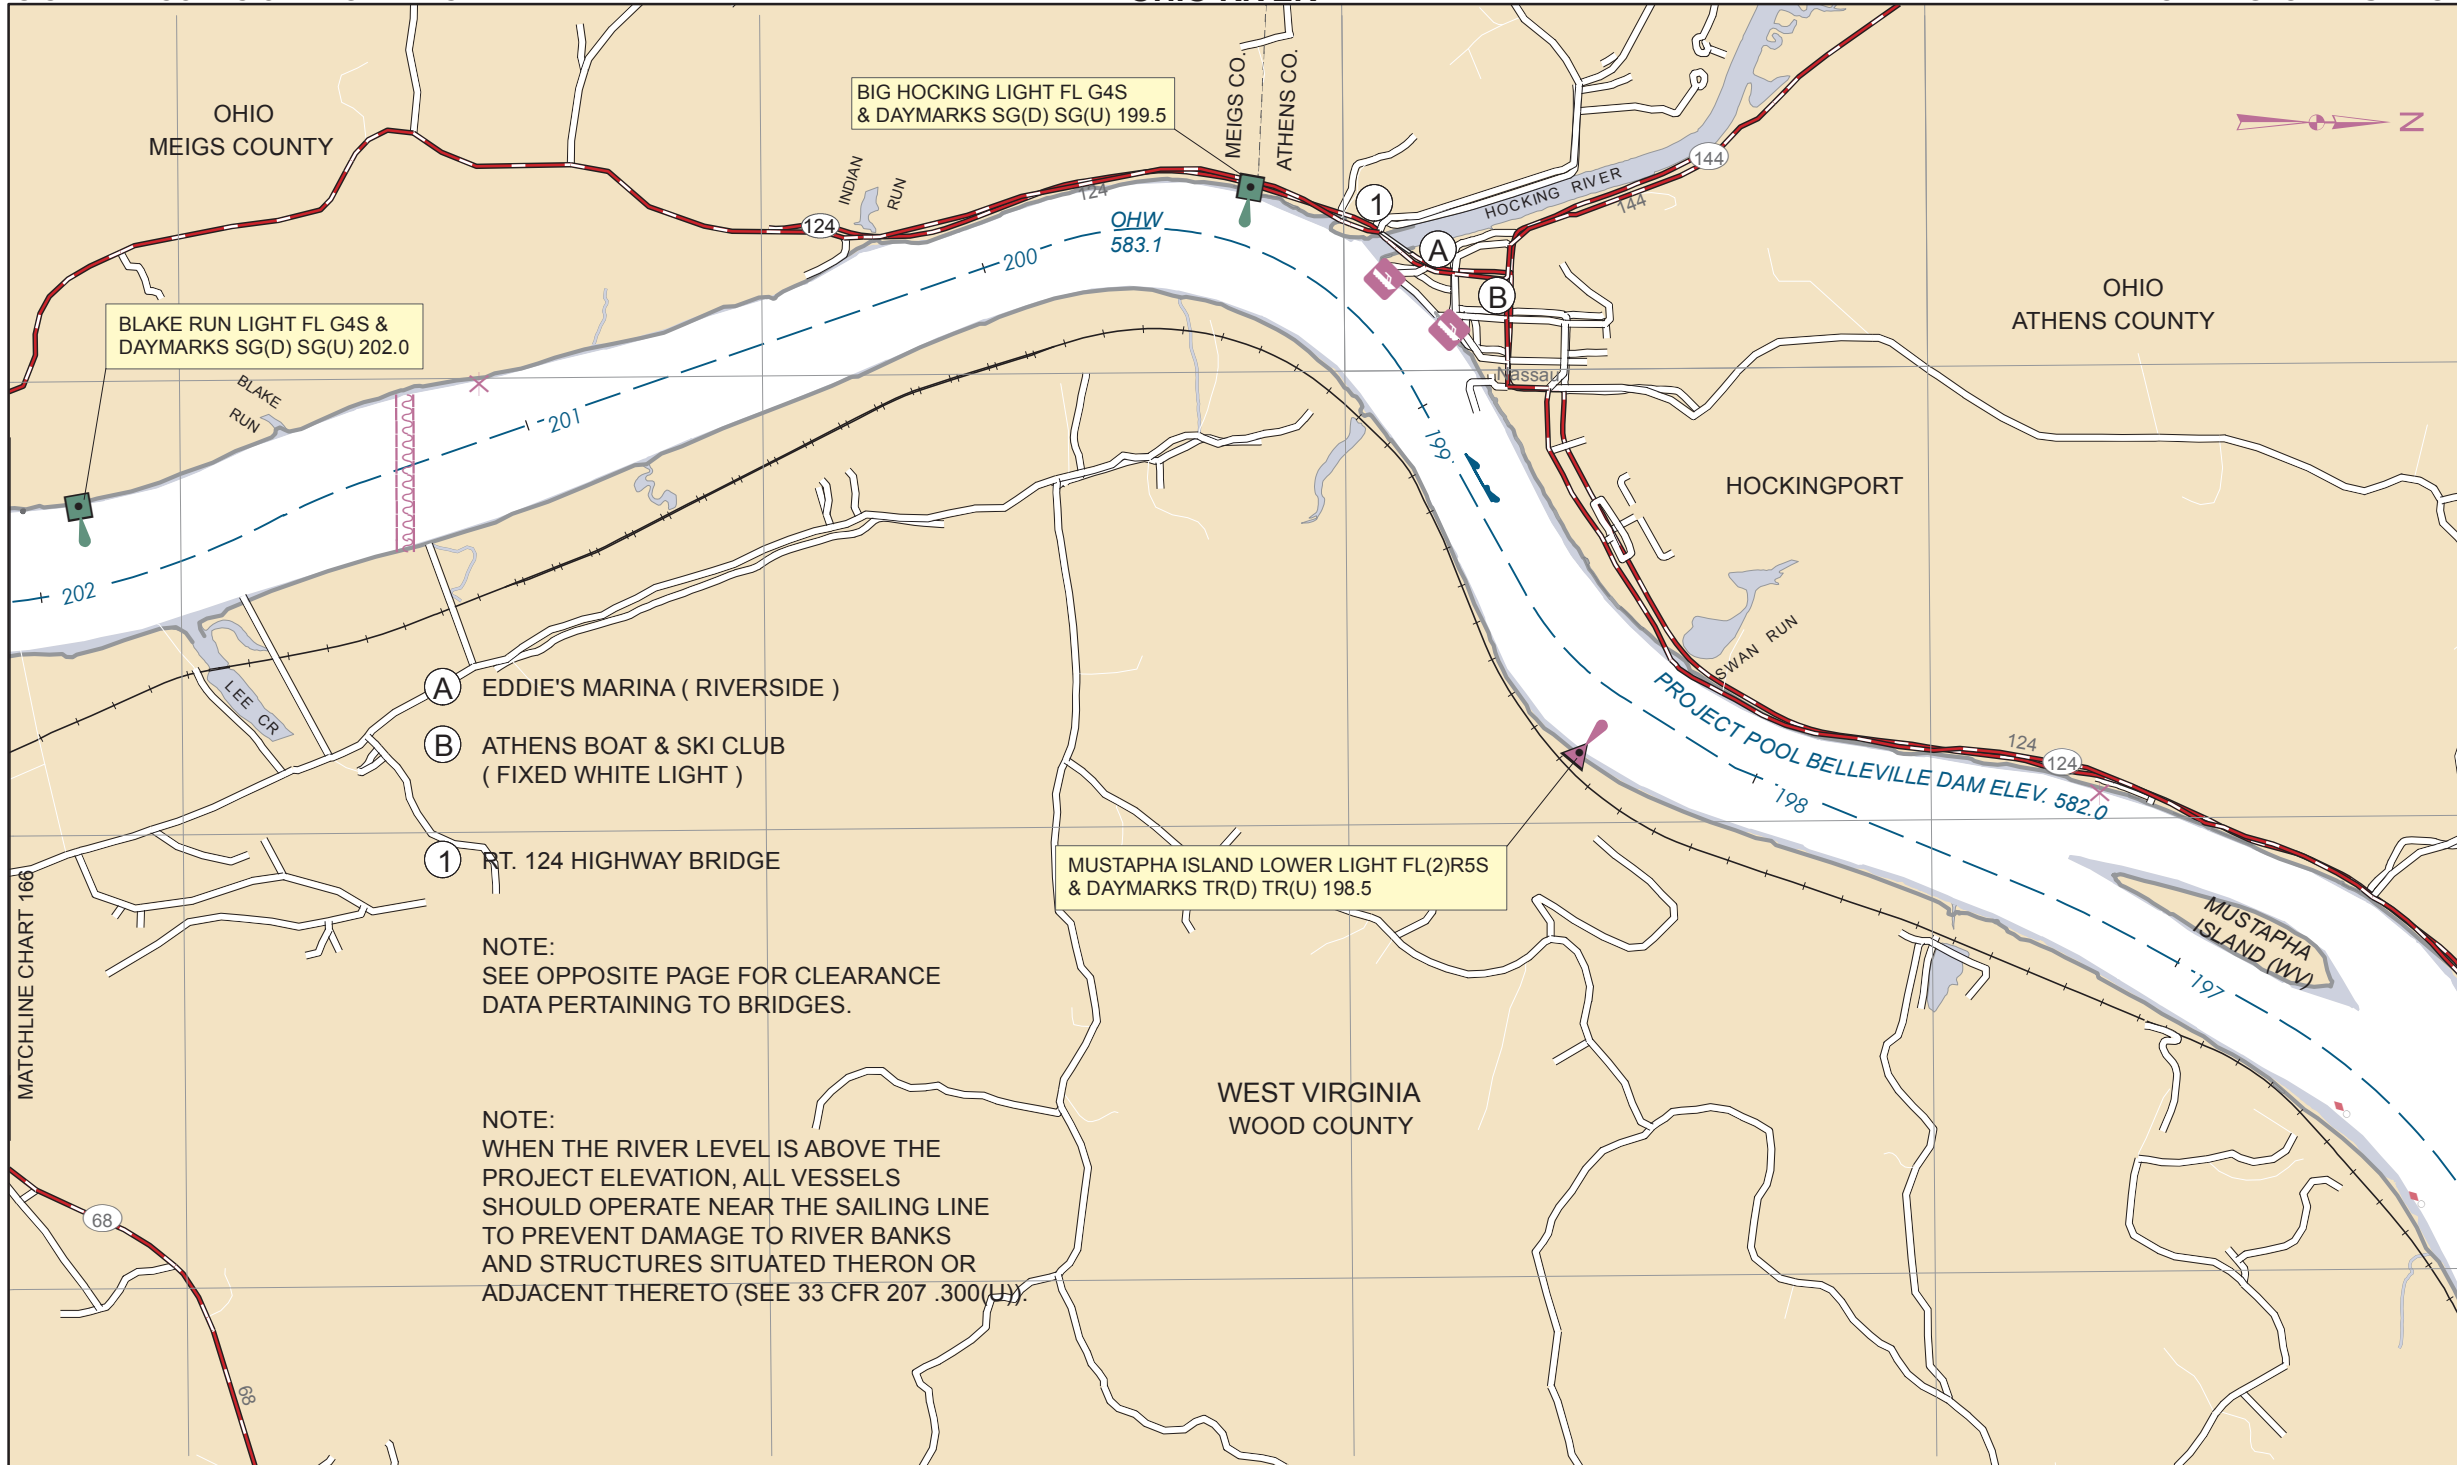 OHIO RIVER
OHIO
MEIGS COUNTY
BIG HOCKING LIGHT FL G4S
& DAYMARKS SG(D) SG(U) 199.5
MEIGS CO.
ATHENS CO.
N
144
HOCKING RIVER
144
INDIAN
RUN
124
124
1
OHW
583.1
200
A
B
OHIO
ATHENS COUNTY
BLAKE RUN LIGHT FL G4S &
DAYMARKS SG(D) SG(U) 202.0
BLAKE
RUN
201
Nassau
199
HOCKINGPORT
202
SWAN RUN
LEE CR
A EDDIE'S MARINA ( RIVERSIDE )
B ATHENS BOAT & SKI CLUB
( FIXED WHITE LIGHT )
1 RT. 124 HIGHWAY BRIDGE
PROJECT POOL BELLEVILLE DAM ELEV. 582.0
124
124
198
MUSTAPHA ISLAND LOWER LIGHT FL(2)R5S
& DAYMARKS TR(D) TR(U) 198.5
MUSTAPHA
ISLAND (WV)
197
MATCHLINE CHART 166
NOTE:
SEE OPPOSITE PAGE FOR CLEARANCE
DATA PERTAINING TO BRIDGES.
WEST VIRGINIA
WOOD COUNTY
NOTE:
WHEN THE RIVER LEVEL IS ABOVE THE
PROJECT ELEVATION, ALL VESSELS
SHOULD OPERATE NEAR THE SAILING LINE
TO PREVENT DAMAGE TO RIVER BANKS
AND STRUCTURES SITUATED THERON OR
ADJACENT THERETO (SEE 33 CFR 207 .300(U)).
68
68